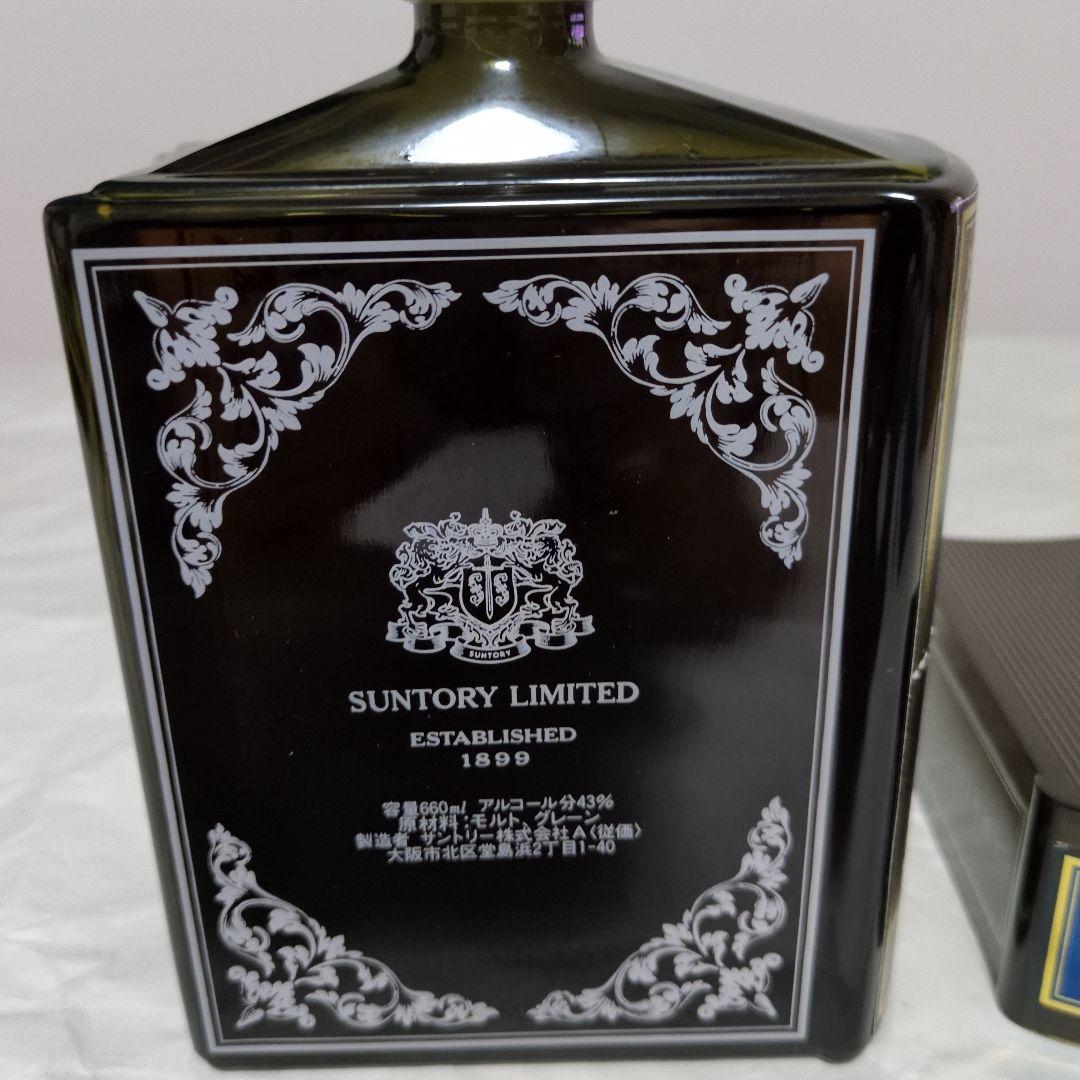 SS
SUNTORY
SUNTORY LIMITED
ESTABLISHED
1899
容量660ml アルコール分43%
原材料:モルト、グレーン
製造者 サントリー株式会社A〈従価〉
大阪市北区堂島浜2丁目1-40